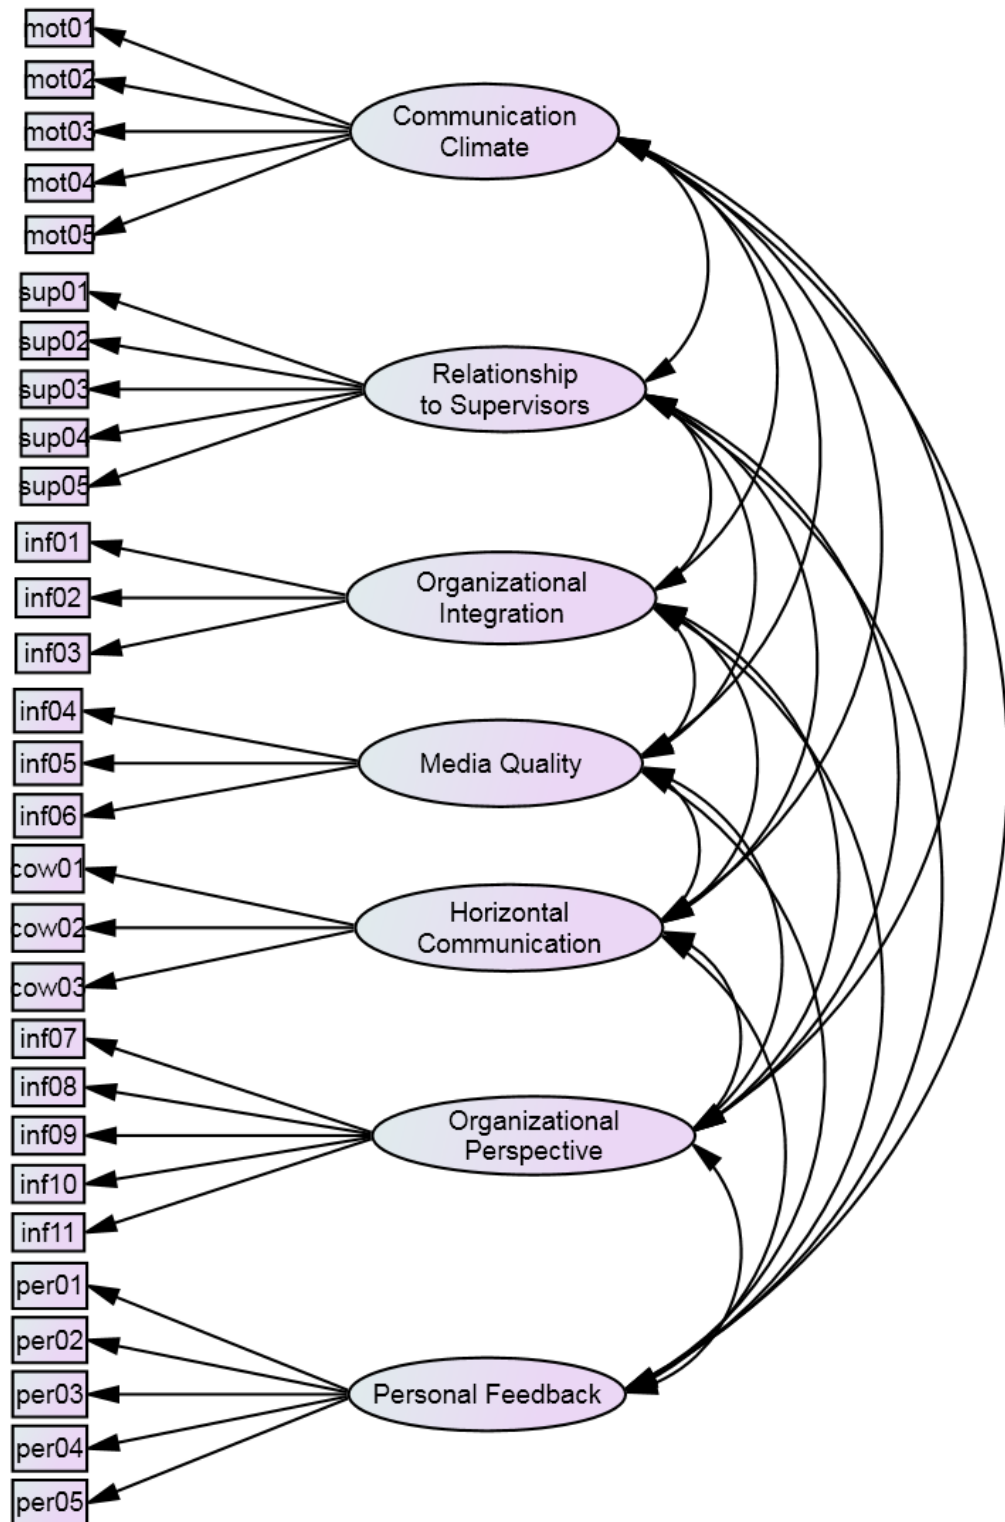 mot01
mot02
mot03
mot04
mot05
Communication
Climate
sup01
sup02
sup03
sup04
sup05
Relationship
to Supervisors
inf01
inf02
inf03
Organizational
Integration
inf04
inf05
inf06
Media Quality
cow01
cow02
cow03
Horizontal
Communication
inf07
inf08
inf09
inf10
inf11
Organizational
Perspective
per01
per02
per03
per04
per05
Personal Feedback